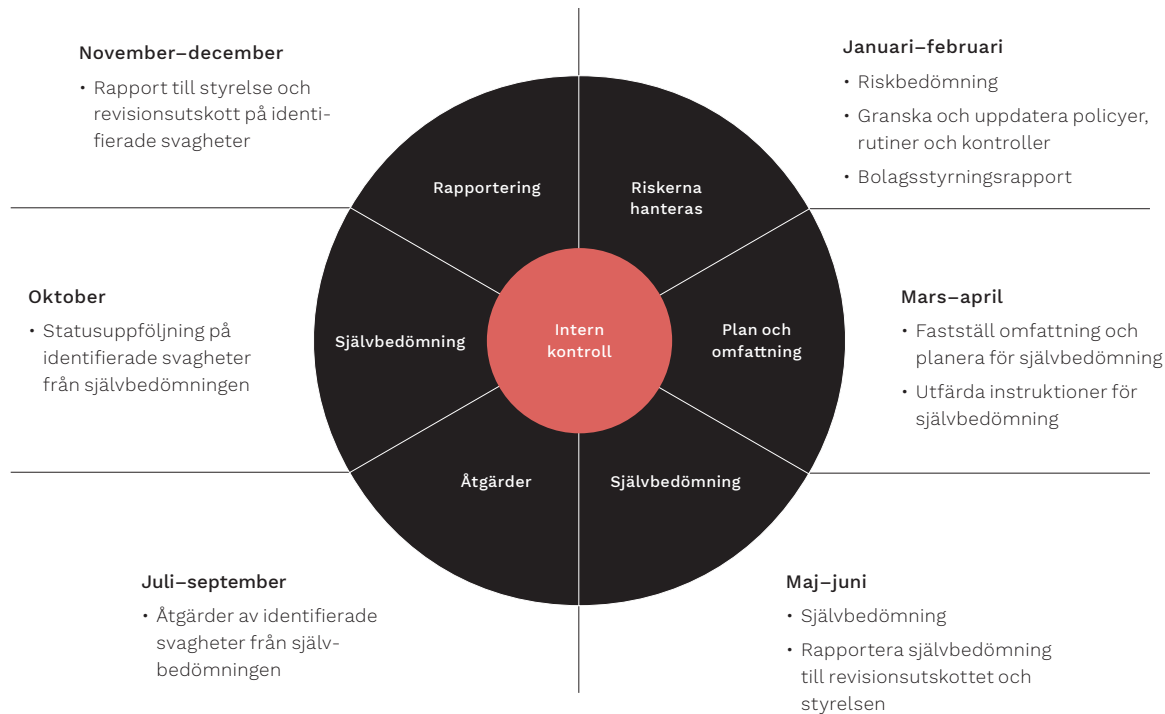 November–december
• Rapport till styrelse och
revisionsutskott på identi-
fierade svagheter
Januari–februari
• Riskbedömning
• Granska och uppdatera policyer,
rutiner och kontroller
• Bolagsstyrningsrapport
Rapportering
Riskerna
hanteras
Oktober
• Statusuppföljning på
identifierade svagheter
från självbedömningen
Självbedömning
Intern
kontroll
Plan och
omfattning
Mars–april
• Fastställ omfattning och
planera för självbedömning
• Utfärda instruktioner för
självbedömning
Åtgärder
Självbedömning
Juli–september
• Åtgärder av identifierade
svagheter från själv-
bedömningen
Maj–juni
• Självbedömning
• Rapportera självbedömning
till revisionsutskottet och
styrelsen